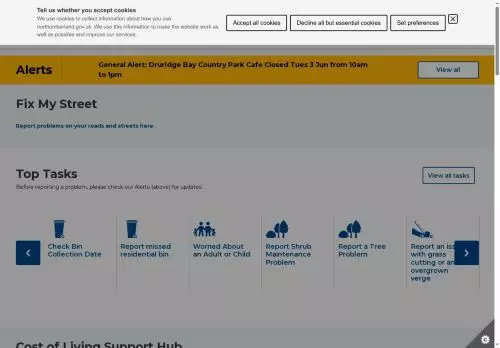 Tell us whether you accept cookies
We use cookies to collect information about how you use
northumberland.gov.uk. We use this information to make the website work as
well as possible and improve our services.
Accept all cookies
Decline all but essential cookies
Set preferences
Alerts
General Alert: Druridge Bay Country Park Cafe Closed Tues 3 Jun from 10am
to 1pm
View all
Fix My Street
Report problems on your roads and streets here.
Top Tasks
Before reporting a problem, please check our Alerts (above) for updates.
View all tasks
Check Bin
Collection Date
Report missed
residential bin
Worried About
an Adult or Child
Report Shrub
Maintenance
Problem
Report a Tree
Problem
Report an
with grass
cutting or an
overgrown
verge
Cost of Living Support Hub